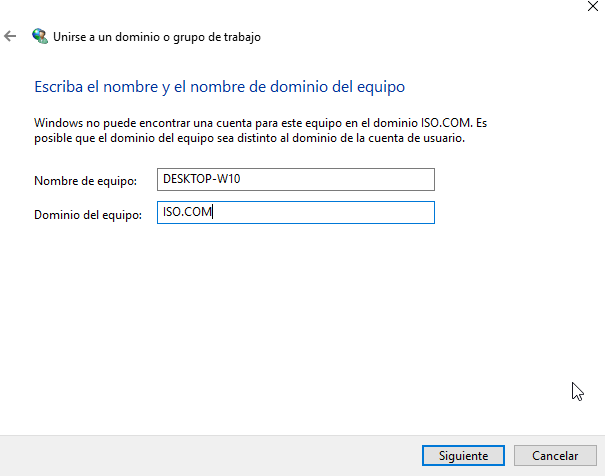 Unirse a un dominio o grupo de trabajo
Escriba el nombre y el nombre de dominio del equipo
Windows no puede encontrar una cuenta para este equipo en el dominio ISO.COM. Es
posible que el dominio del equipo sea distinto al dominio de la cuenta de usuario.
Nombre de equipo: DESKTOP-W10
Dominio del equipo: ISO.COM
Siguiente Cancelar